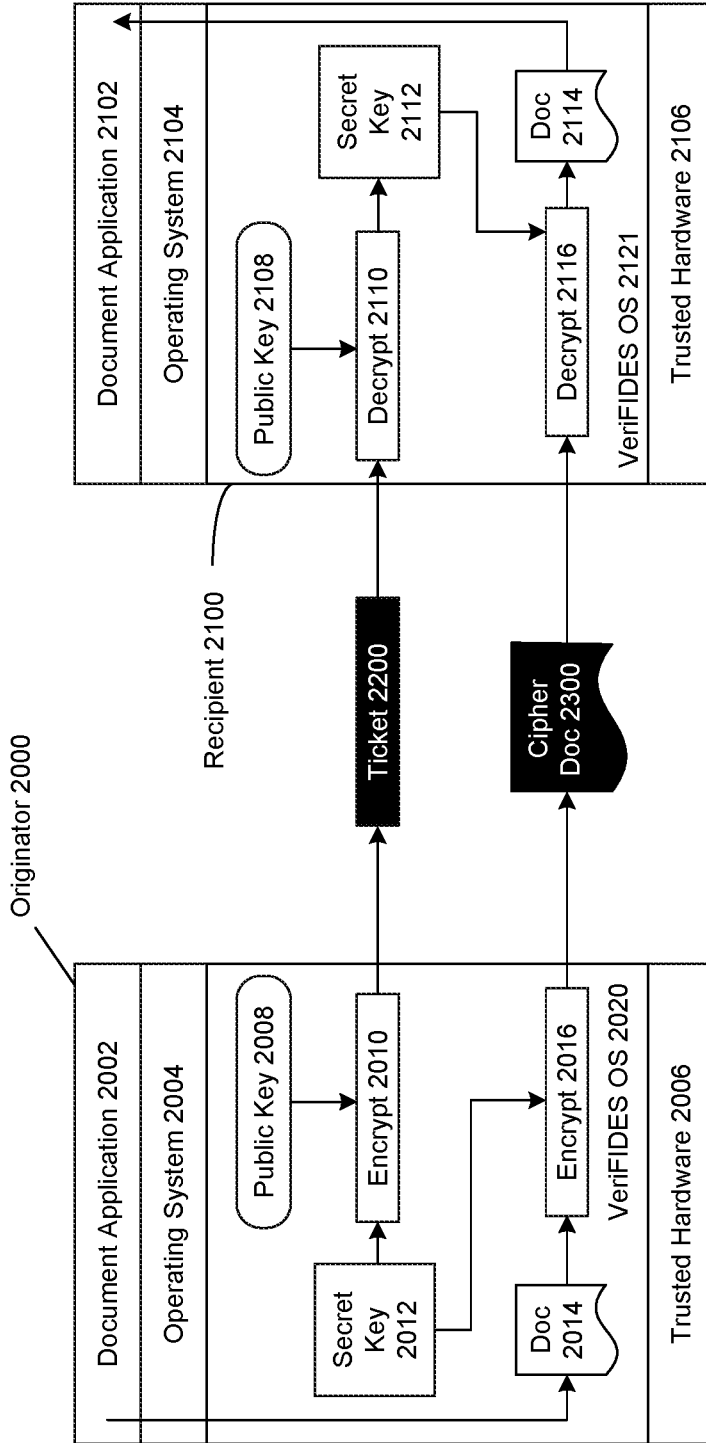 Originator 2000
Document Application 2002
Operating System 2004
Public Key 2008
Secret
Key
2012
Encrypt 2010
Doc
2014
Encrypt 2016
VeriFIDES OS 2020
Trusted Hardware 2006
Ticket 2200
Cipher
Doc 2300
Recipient 2100
Document Application 2102
Operating System 2104
Public Key 2108
Decrypt 2110
Secret
Key
2112
Decrypt 2116
Doc
2114
VeriFIDES OS 2121
Trusted Hardware 2106